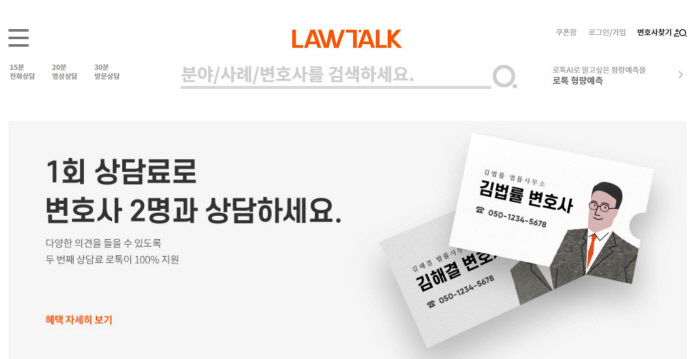 LAWTALK
쿠폰함 로그인/가입 변호사찾기
15분 20분 30분
전화상담 영상상담 방문상담
분야/사례/변호사를 검색하세요.
로톡AI로 알고싶은 형량예측을
로톡 형량예측
1회 상담료로
변호사 2명과 상담하세요.
다양한 의견을 들을 수 있도록
두 번째 상담료 로톡이 100% 지원
혜택 자세히 보기
김법률 법률사무소
김법률 변호사
050-1234-5678
김해결 법률사무소
김해결 변호사
050-1234-5678